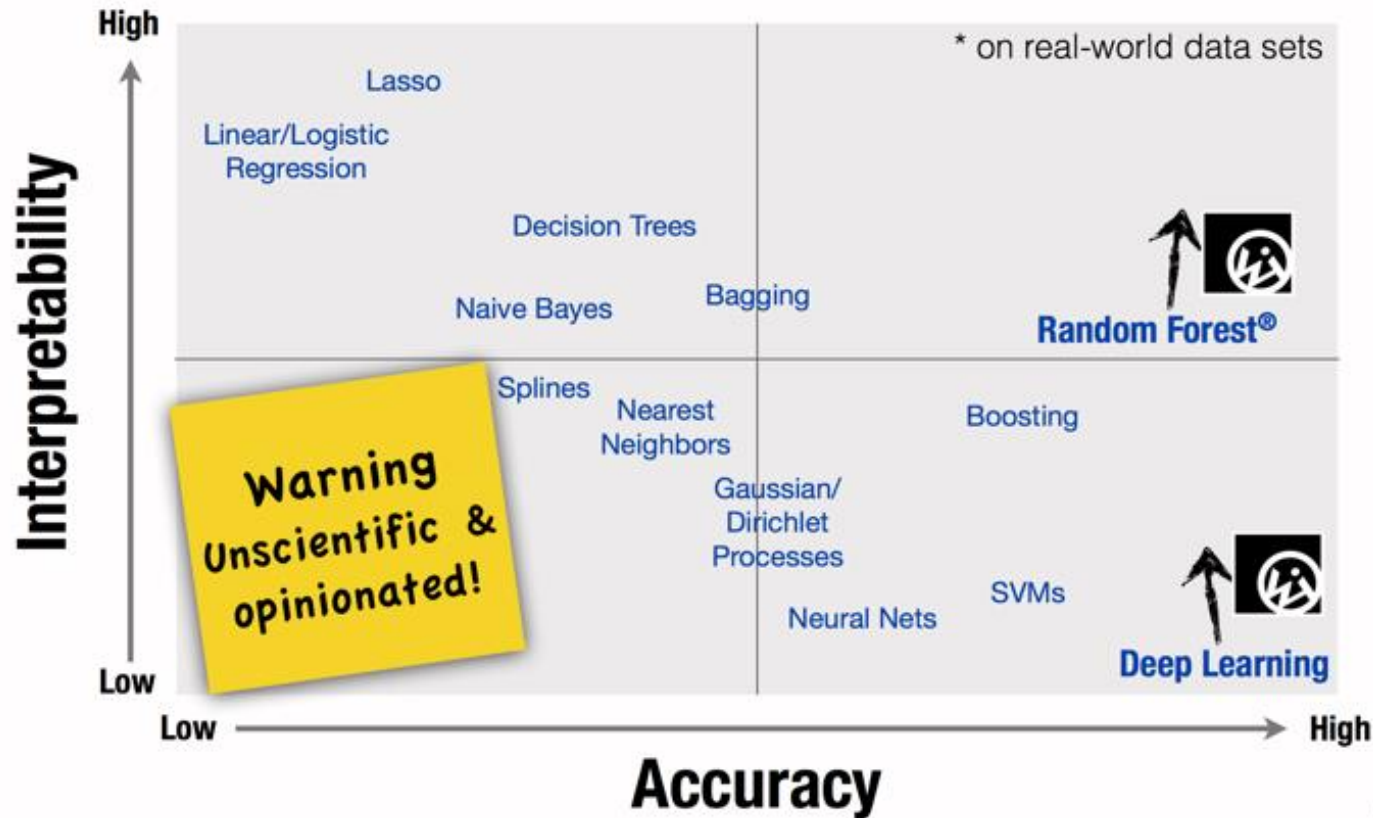 High
* on real-world data sets
Lasso
Linear/Logistic
Regression
Decision Trees
Naive Bayes
Bagging
Random Forest®
Interpretability
Splines
Nearest
Neighbors
Boosting
Warning
Unscientific &
opinionated!
Gaussian/
Dirichlet
Processes
SVMs
Neural Nets
Deep Learning
Low
Low
High
Accuracy